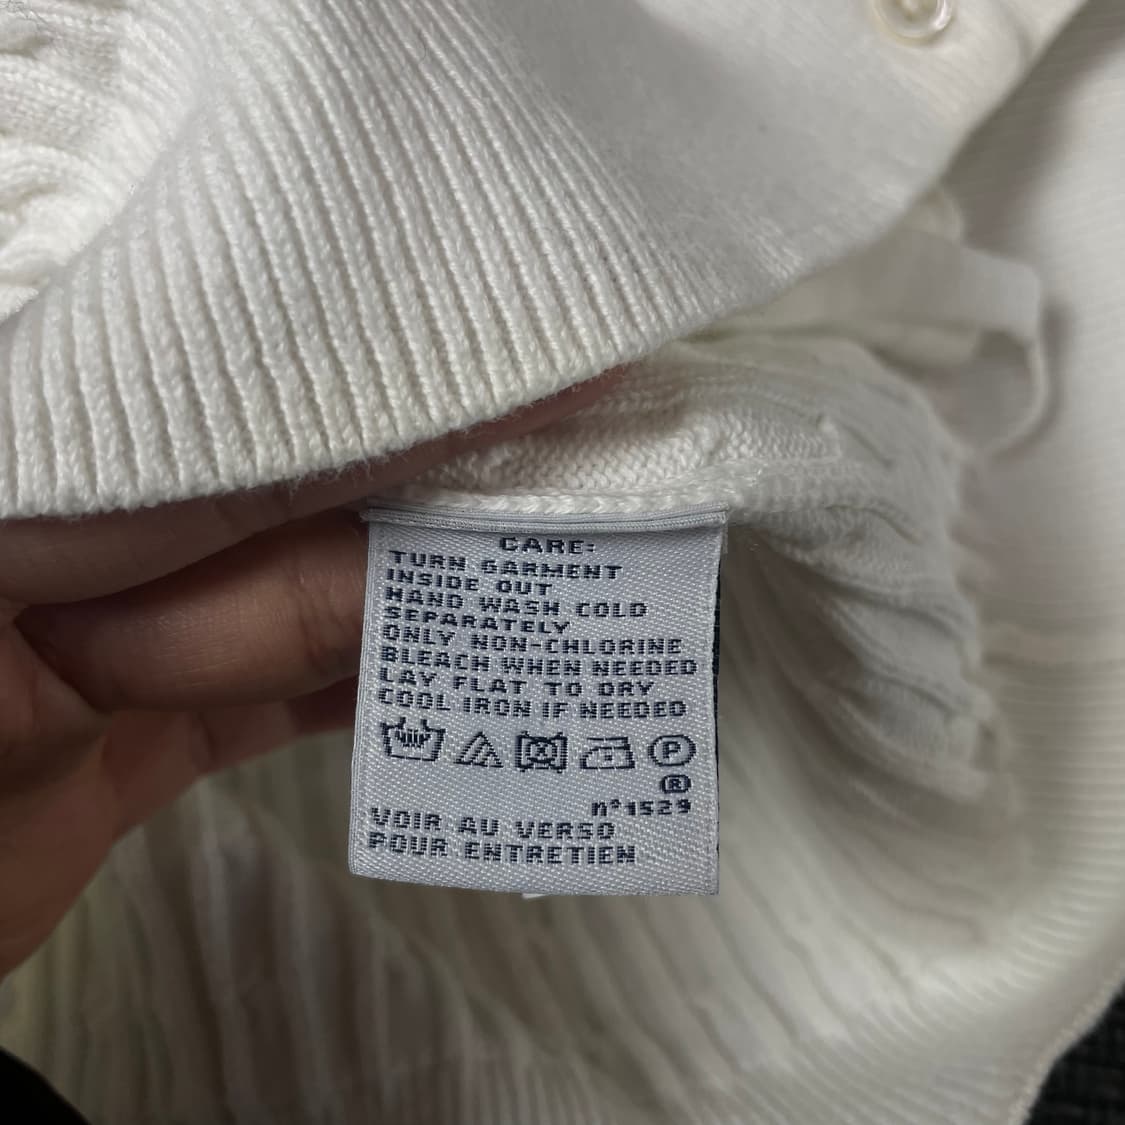 CARE:
TURN GARMENT
INSIDE OUT
HAND WASH COLD
SEPARATELY
ONLY NON-CHLORINE
BLEACH WHEN NEEDED
LAY FLAT TO DRY
COOL IRON IF NEEDED
P
®
n°1529
VOIR AU VERSO
POUR ENTRETIEN